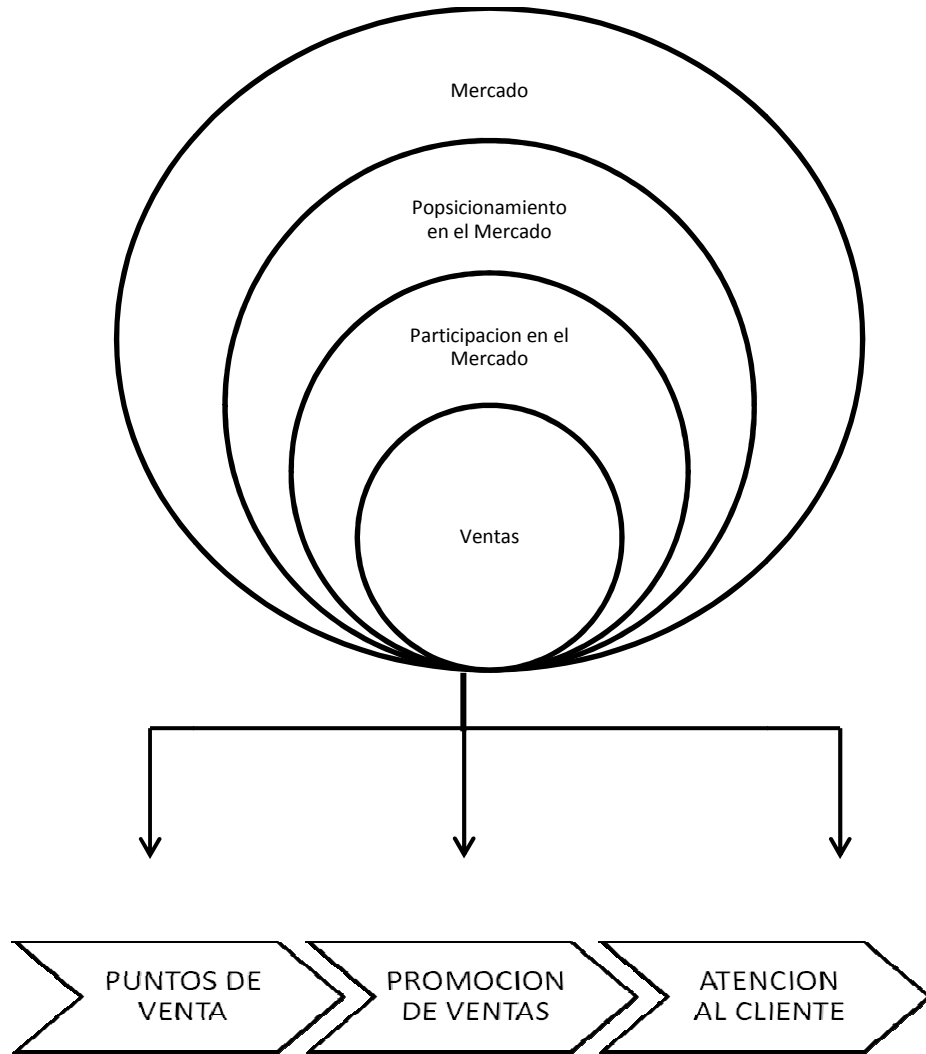 Mercado
Popsicionamiento
en el Mercado
Participacion en el
Mercado
Ventas
PUNTOS DE
VENTA
PROMOCION
DE VENTAS
ATENCION
AL CLIENTE